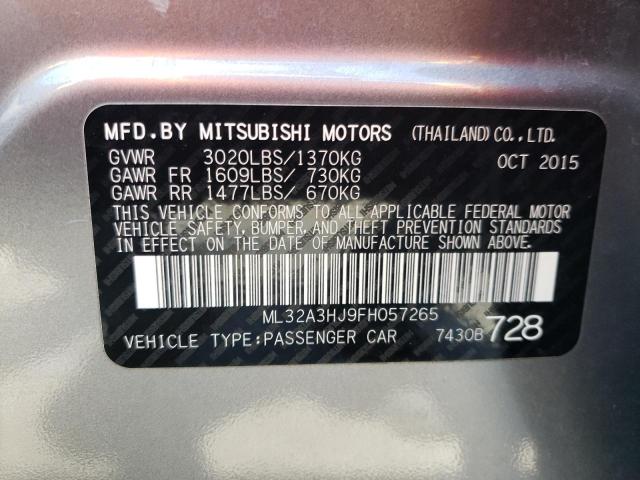 MFD.BY MITSUBISHI MOTORS (THAILAND)CO.,LTD.
GVWR 3020LBS/1370KG OCT 2015
GAWR FR 1609LBS/ 730KG
GAWR RR 1477LBS/ 670KG
THIS VEHICLE CONFORMS TO ALL APPLICABLE FEDERAL MOTOR
VEHICLE SAFETY, BUMPER, AND THEFT PREVENTION STANDARDS
IN EFFECT ON THE DATE OF MANUFACTURE SHOWN ABOVE.
ML32A3HJ9FH057265
VEHICLE TYPE:PASSENGER CAR 7430B 728